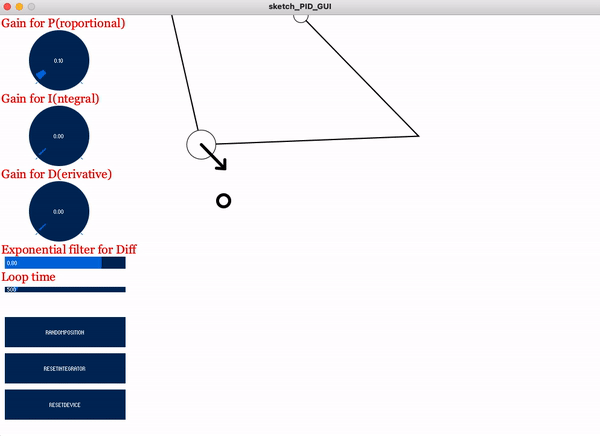 sketch_PID_GUI
Gain for P(roportional)
0.10
Gain for I(ntegral)
0.00
Gain for D(erivative)
0.00
Exponential filter for Diff
0.80
Loop time
500
RANDOMPOSITION
RESETINTEGRATOR
RESETDEVICE